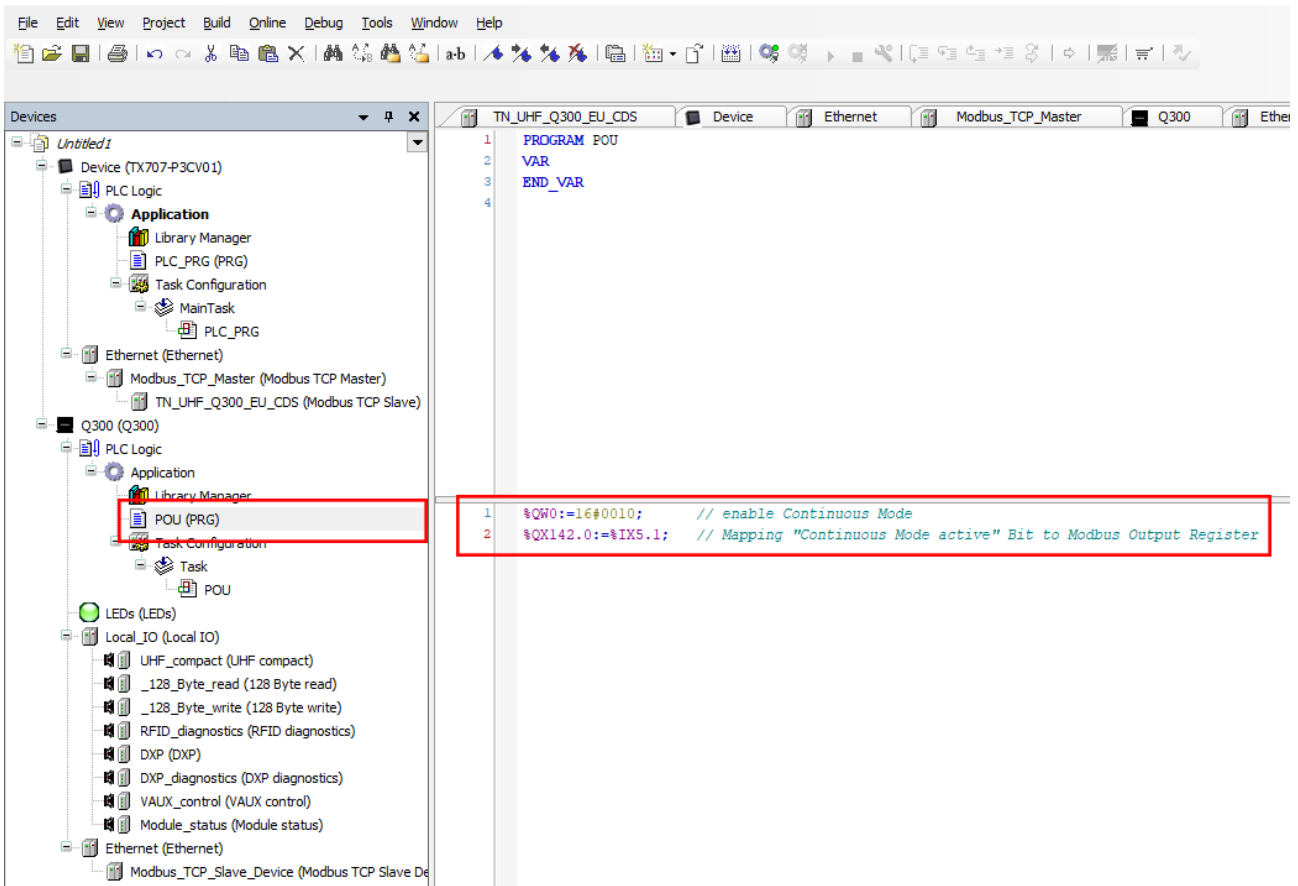 File Edit View Project Build Online Debug Tools Window Help
a·b
Devices
TN_UHF_Q300_EU_CDS Device Ethernet Modbus_TCP_Master Q300 Ether
Untitled1
Device (TX707-P3CV01)
PLC Logic
Application
Library Manager
PLC_PRG (PRG)
Task Configuration
MainTask
PLC_PRG
Ethernet (Ethernet)
Modbus_TCP_Master (Modbus TCP Master)
TN_UHF_Q300_EU_CDS (Modbus TCP Slave)
Q300 (Q300)
PLC Logic
Application
Library Manager
POU (PRG)
Task Configuration
Task
POU
LEDs (LEDs)
Local_IO (Local IO)
UHF_compact (UHF compact)
_128_Byte_read (128 Byte read)
_128_Byte_write (128 Byte write)
RFID_diagnostics (RFID diagnostics)
DXP (DXP)
DXP_diagnostics (DXP diagnostics)
VAUX_control (VAUX control)
Module_status (Module status)
Ethernet (Ethernet)
Modbus_TCP_Slave_Device (Modbus TCP Slave De
1 PROGRAM POU
2 VAR
3 END_VAR
4
1 %QW0:=16#0010; // enable Continuous Mode
2 %QX142.0:=%IX5.1; // Mapping "Continuous Mode active" Bit to Modbus Output Register